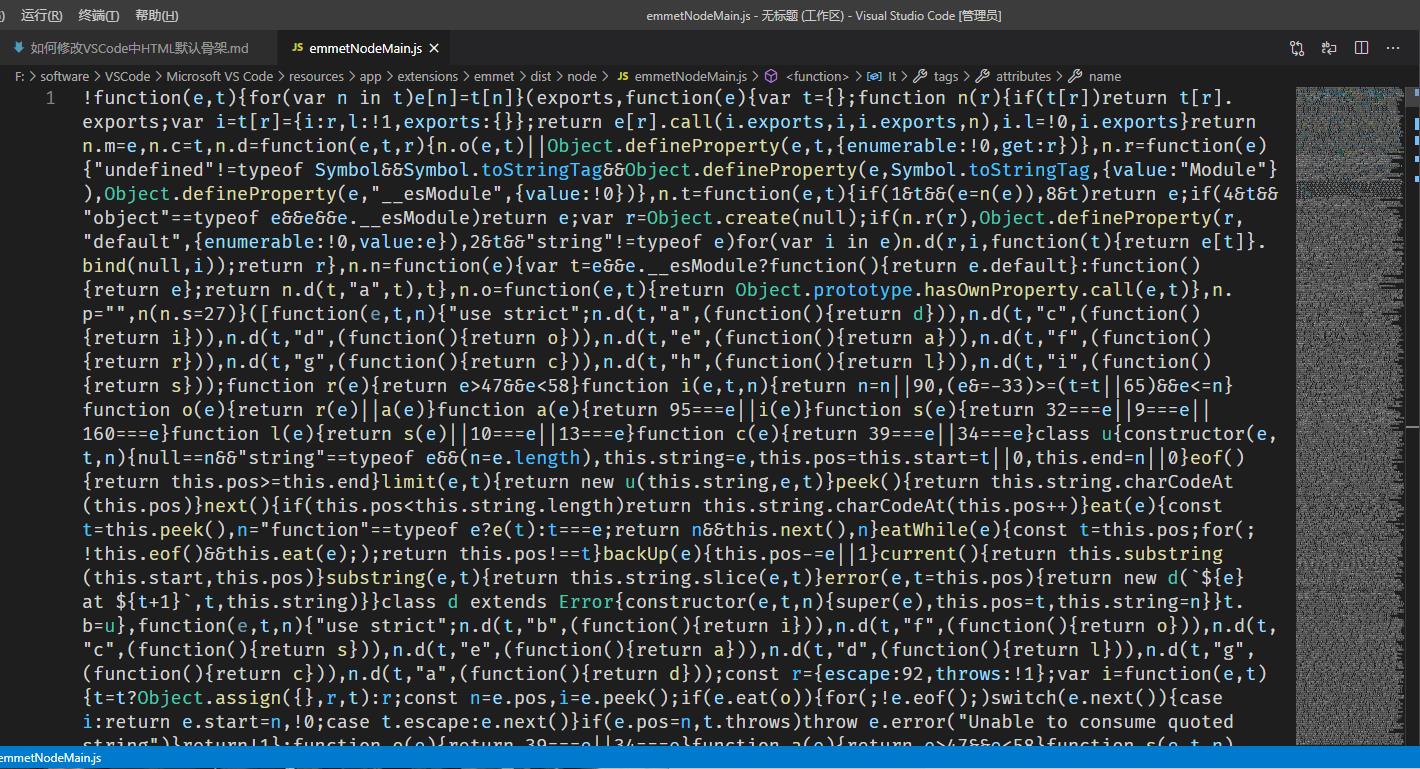 运行(R) 终端(T) 帮助(H) emmetNodeMain.js - 无标题 (工作区) - Visual Studio Code [管理员]
如何修改VSCode中HTML默认骨架.md JS emmetNodeMain.js ×
F: > software > VSCode > Microsoft VS Code > resources > app > extensions > emmet > dist > node > JS emmetNodeMain.js > <function> > It > tags > attributes > name
1 !function(e,t){for(var n in t)e[n]=t[n]}(exports,function(e){var t={};function n(r){if(t[r])return t[r].
exports;var i=t[r]={i:r,l:!1,exports:{}};return e[r].call(i.exports,i,i.exports,n),i.l=!0,i.exports}return
n.m=e,n.c=t,n.d=function(e,t,r){n.o(e,t)||Object.defineProperty(e,t,{enumerable:!0,get:r})},n.r=function(e)
{"undefined"!=typeof Symbol&&Symbol.toStringTag&&Object.defineProperty(e,Symbol.toStringTag,{value:"Module"}
),Object.defineProperty(e,"__esModule",{value:!0})},n.t=function(e,t){if(1&t&&(e=n(e)),8&t)return e;if(4&t&&
"object"==typeof e&&e&&e.__esModule)return e;var r=Object.create(null);if(n.r(r),Object.defineProperty(r,
"default",{enumerable:!0,value:e}),2&t&&"string"!=typeof e)for(var i in e)n.d(r,i,function(t){return e[t]}.
bind(null,i));return r},n.n=function(e){var t=e&&e.__esModule?function(){return e.default}:function()
{return e};return n.d(t,"a",t),t},n.o=function(e,t){return Object.prototype.hasOwnProperty.call(e,t)},n.
p="",n(n.s=27)}([function(e,t,n){"use strict";n.d(t,"a",(function(){return d})),n.d(t,"c",(function()
{return i})),n.d(t,"d",(function(){return o})),n.d(t,"e",(function(){return a})),n.d(t,"f",(function()
{return r})),n.d(t,"g",(function(){return c})),n.d(t,"h",(function(){return l})),n.d(t,"i",(function()
{return s}));function r(e){return e>47&&e<58}function i(e,t,n){return n=n||90,(e&=-33)>=(t=t||65)&&e<=n}
function o(e){return r(e)||a(e)}function a(e){return 95===e||i(e)}function s(e){return 32===e||9===e||
160===e}function l(e){return s(e)||10===e||13===e}function c(e){return 39===e||34===e}class u{constructor(e,
t,n){null==n&&"string"==typeof e&&(n=e.length),this.string=e,this.pos=this.start=t||0,this.end=n||0}eof()
{return this.pos>=this.end}limit(e,t){return new u(this.string,e,t)}peek(){return this.string.charCodeAt
(this.pos)}next(){if(this.pos<this.string.length)return this.string.charCodeAt(this.pos++)}eat(e){const
t=this.peek(),n="function"==typeof e?e(t):t===e;return n&&this.next(),n}eatWhile(e){const t=this.pos;for(;
!this.eof()&&this.eat(e););return this.pos!==t}backUp(e){this.pos-=e||1}current(){return this.substring
(this.start,this.pos)}substring(e,t){return this.string.slice(e,t)}error(e,t=this.pos){return new d(`${e}
at ${t+1}`,t,this.string)}}class d extends Error{constructor(e,t,n){super(e),this.pos=t,this.string=n}}t.
b=u},function(e,t,n){"use strict";n.d(t,"b",(function(){return i})),n.d(t,"f",(function(){return o})),n.d(t,
"c",(function(){return s})),n.d(t,"e",(function(){return a})),n.d(t,"d",(function(){return l})),n.d(t,"g",
(function(){return c})),n.d(t,"a",(function(){return d}));const r={escape:92,throws:!1};var i=function(e,t)
{t=t?Object.assign({},r,t):r;const n=e.pos,i=e.peek();if(e.eat(o)){for(;!e.eof();)switch(e.next()){case
i:return e.start=n,!0;case t.escape:e.next()}if(e.pos=n,t.throws)throw e.error("Unable to consume quoted
string")}return!1};function o(e){return 39===e||34===e}function a(e){return e>47&&e<58}function s(e,t,n)
emmetNodeMain.js